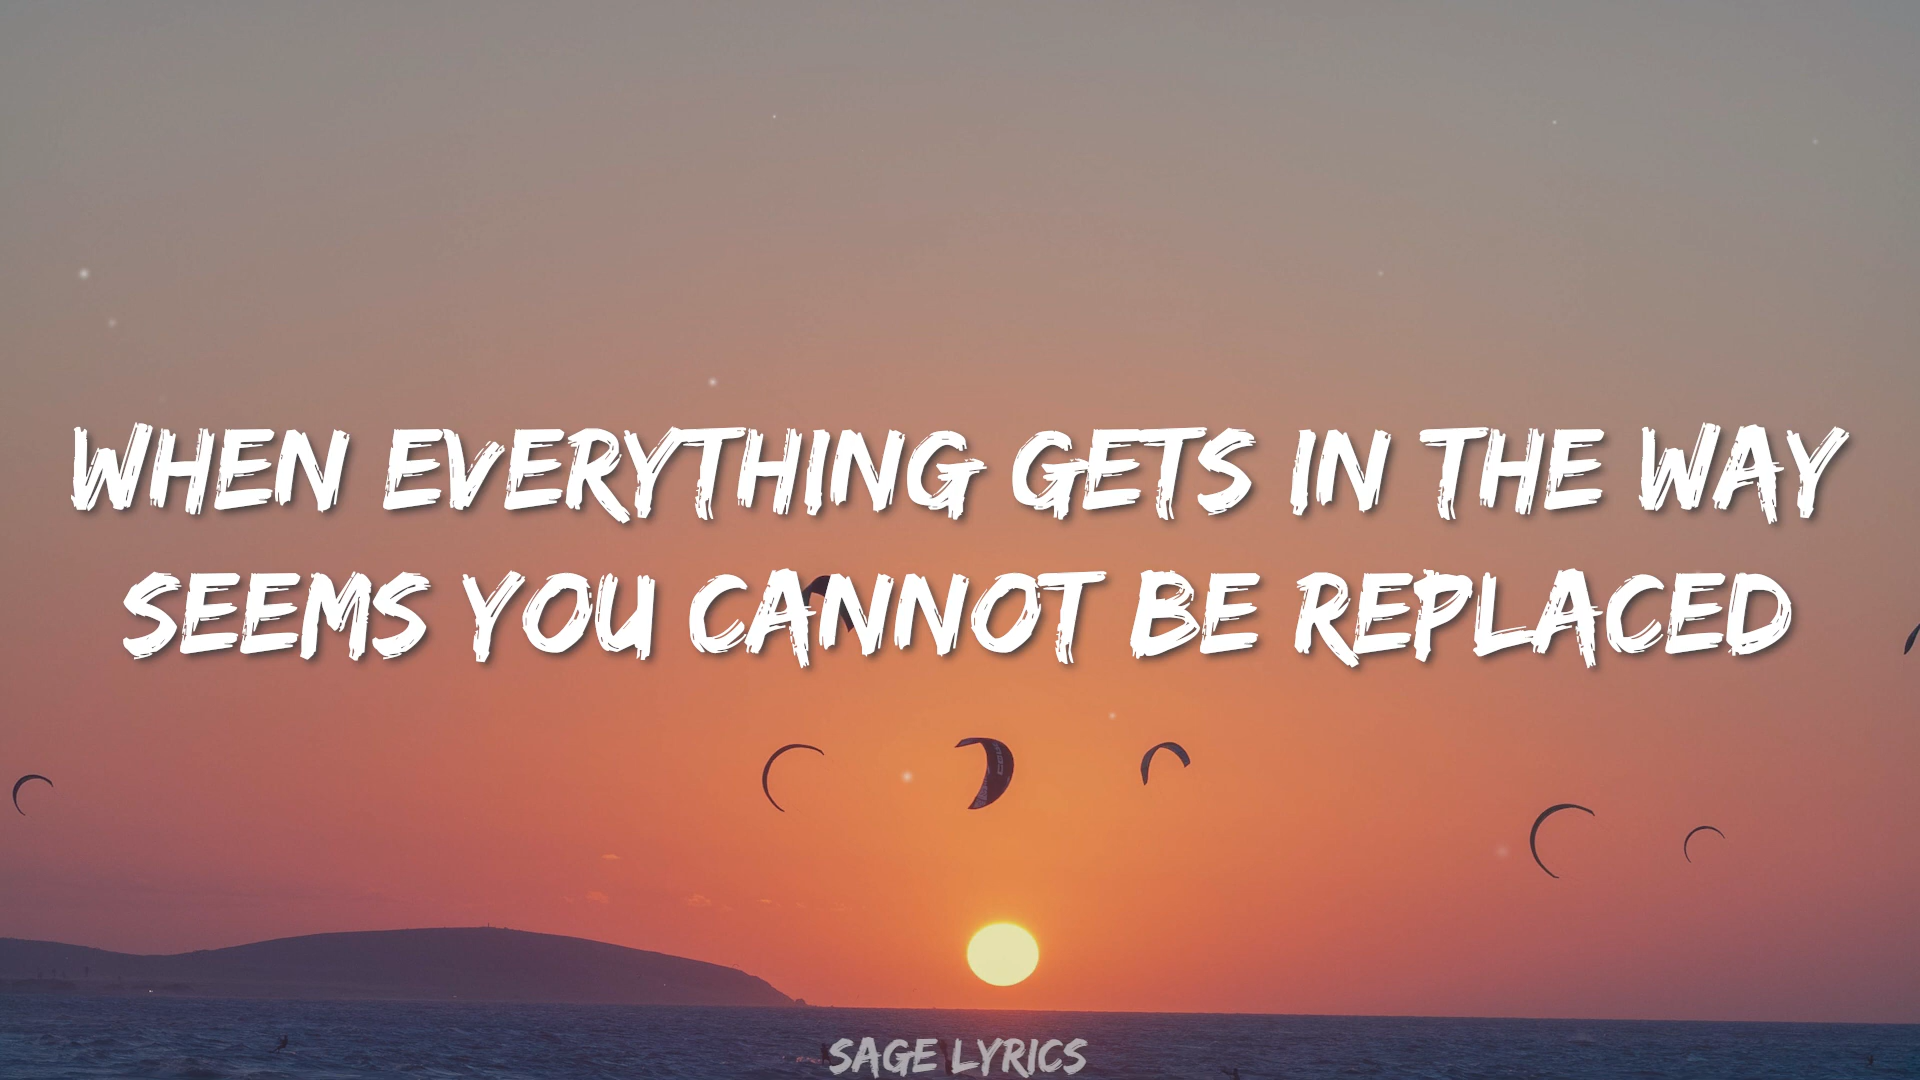 WHEN EVERYTHING GETS IN THE WAY
SEEMS YOU CANNOT BE REPLACED
SAGE LYRICS